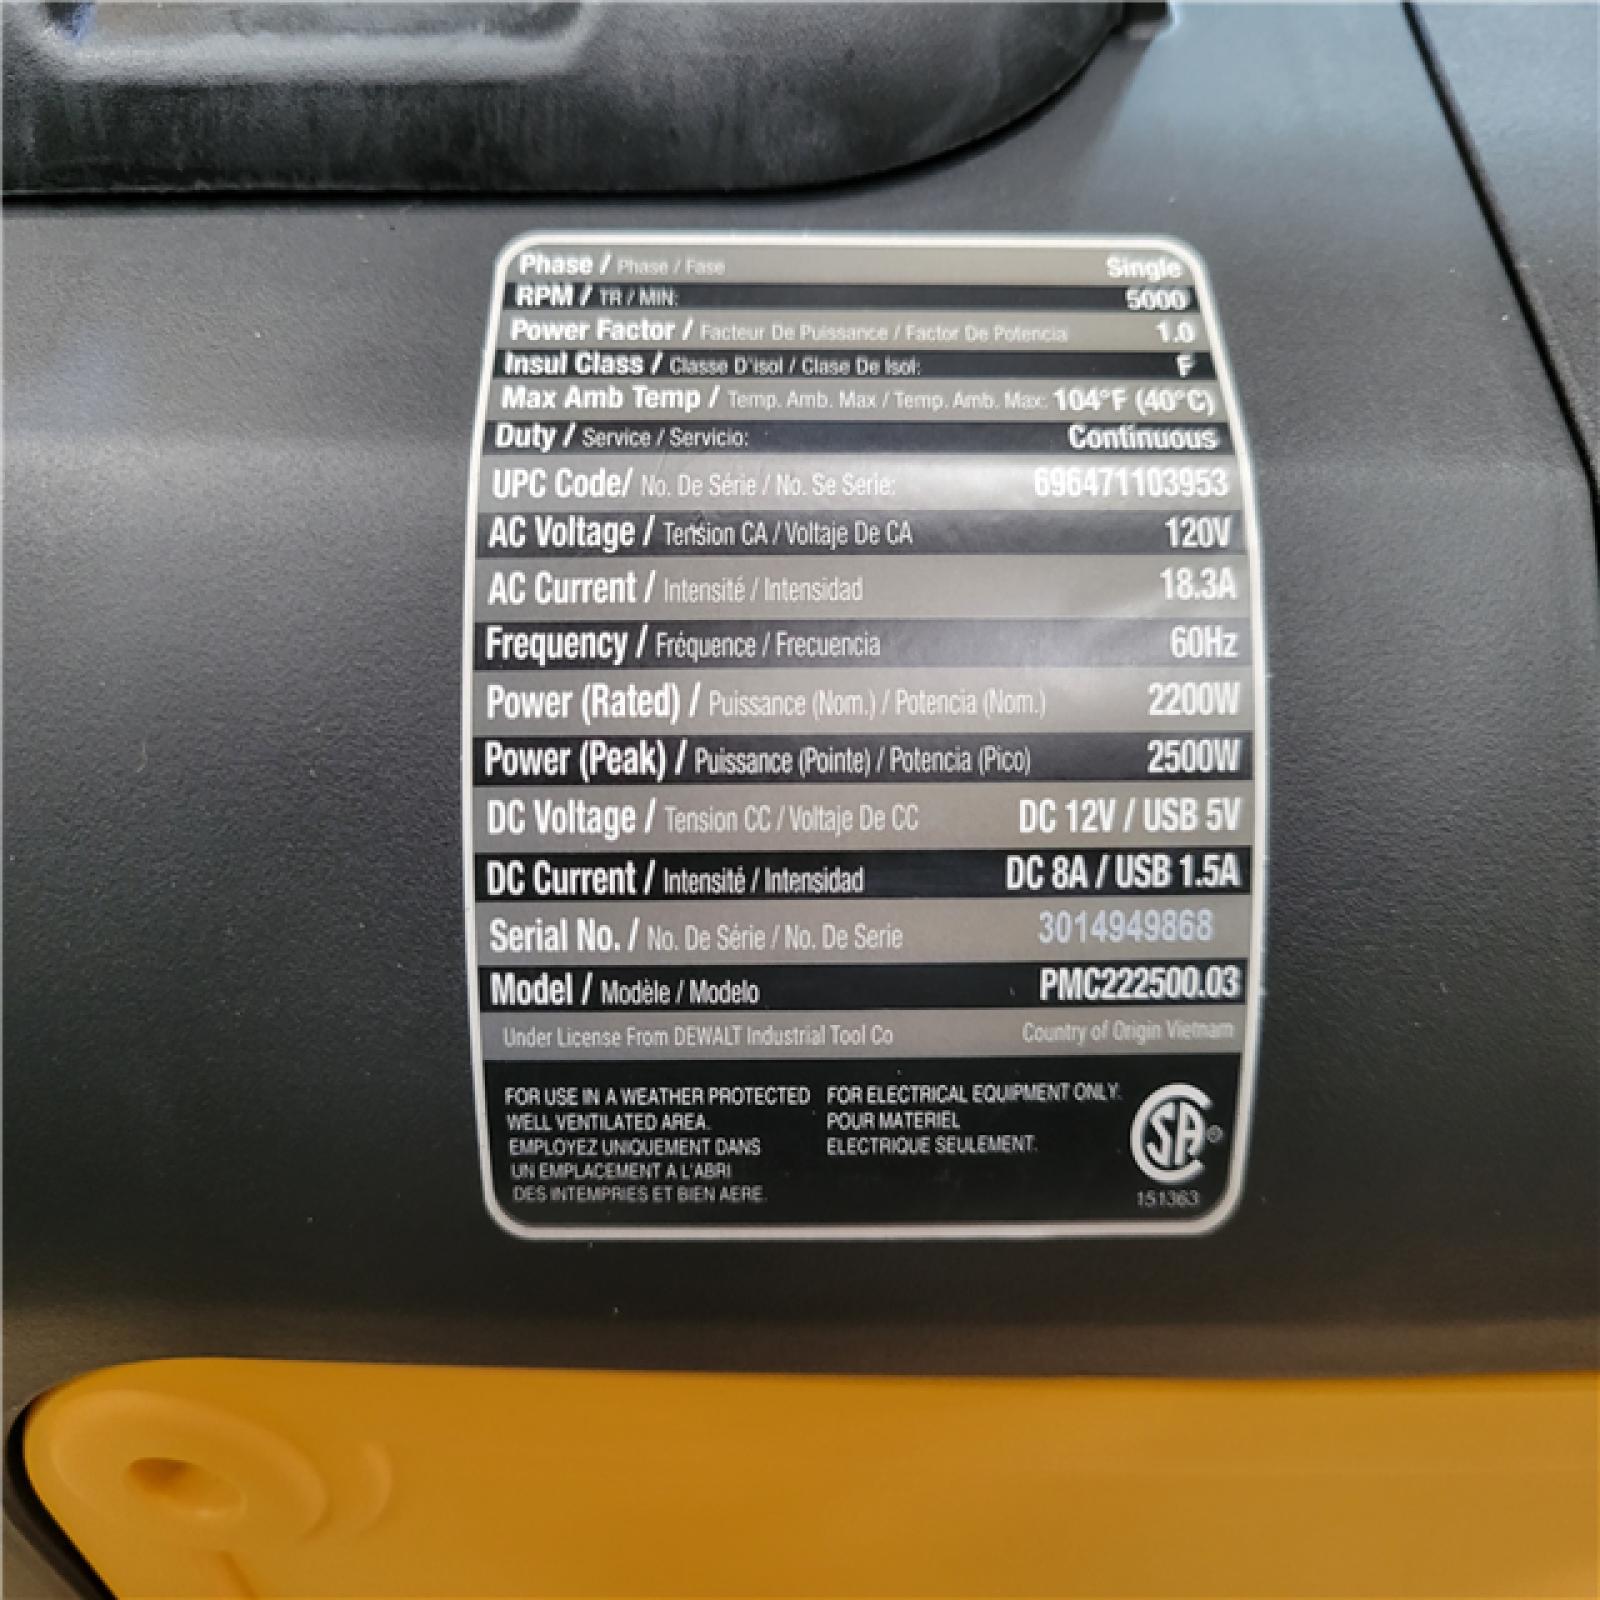 Phase / Phase / Fase Single
RPM / TR / MIN: 5000
Power Factor / Facteur De Puissance / Factor De Potencia 1.0
Insul Class / Classe D'isol / Clase De Isol: F
Max Amb Temp / Temp. Amb. Max / Temp. Amb. Max: 104°F (40°C)
Duty / Service / Servicio: Continuous
UPC Code/ No. De Série / No. Se Serie: 696471103953
AC Voltage / Tension CA / Voltaje De CA 120V
AC Current / Intensité / Intensidad 18.3A
Frequency / Fréquence / Frecuencia 60Hz
Power (Rated) / Puissance (Nom.) / Potencia (Nom.) 2200W
Power (Peak) / Puissance (Pointe) / Potencia (Pico) 2500W
DC Voltage / Tension CC / Voltaje De CC DC 12V / USB 5V
DC Current / Intensité / Intensidad DC 8A / USB 1.5A
Serial No. / No. De Série / No. De Serie 3014949868
Model / Modèle / Modelo PMC222500.03
Under License From DEWALT Industrial Tool Co Country of Origin Vietnam
FOR USE IN A WEATHER PROTECTED
WELL VENTILATED AREA.
EMPLOYEZ UNIQUEMENT DANS
UN EMPLACEMENT A L'ABRI
DES INTEMPRIES ET BIEN AERE.
FOR ELECTRICAL EQUIPMENT ONLY.
POUR MATERIEL
ELECTRIQUE SEULEMENT.
CSA®
151363